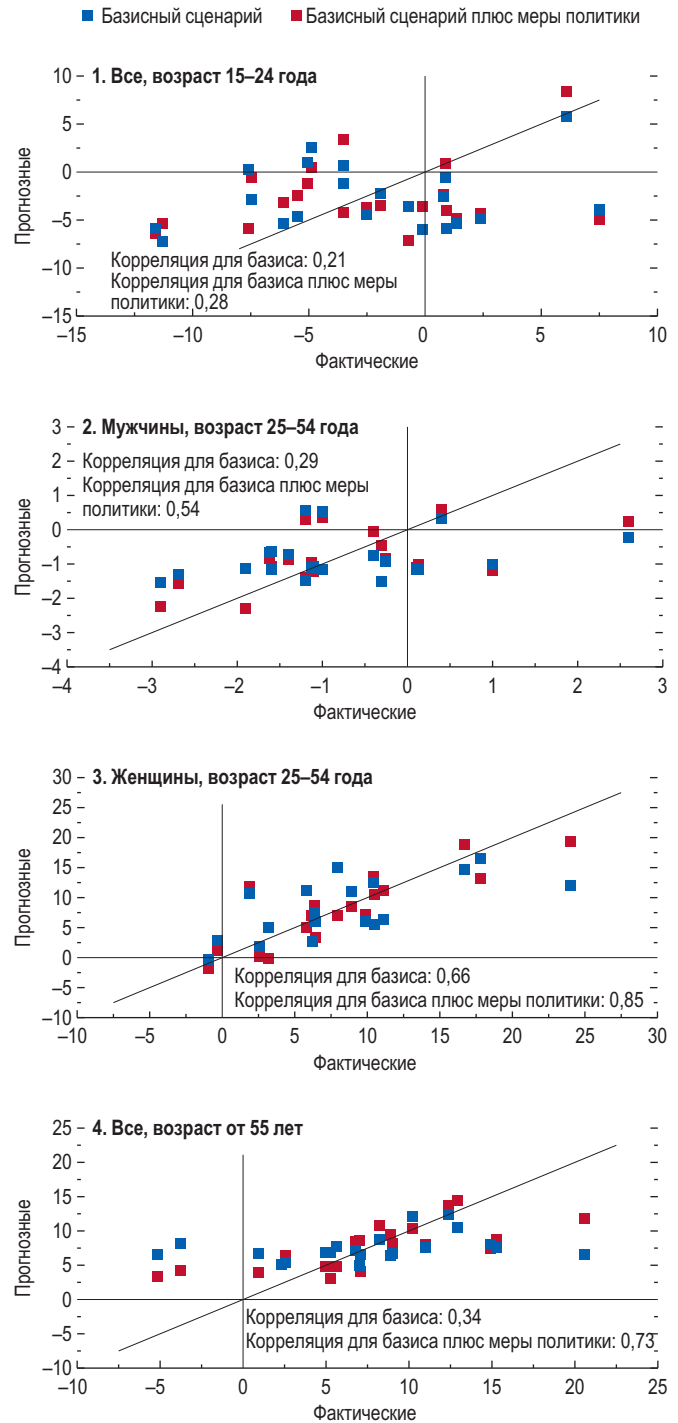 Базисный сценарий Базисный сценарий плюс меры политики
1. Все, возраст 15–24 года
10
5
0
–5
–10
–15
Прогнозные
Корреляция для базиса: 0,21
Корреляция для базиса плюс меры
политики: 0,28
–15 –10 –5 0 5 10
Фактические
2. Мужчины, возраст 25–54 года
3
2
1
0
–1
–2
–3
–4
Прогнозные
Корреляция для базиса: 0,29
Корреляция для базиса плюс меры
политики: 0,54
–4 –3 –2 –1 0 1 2 3
Фактические
3. Женщины, возраст 25–54 года
30
25
20
15
10
5
0
–5
–10
Прогнозные
Корреляция для базиса: 0,66
Корреляция для базиса плюс меры политики: 0,85
–10 –5 0 5 10 15 20 25 30
Фактические
4. Все, возраст от 55 лет
25
20
15
10
5
0
–5
–10
Прогнозные
Корреляция для базиса: 0,34
Корреляция для базиса плюс меры политики: 0,73
–10 –5 0 5 10 15 20 25
Фактические